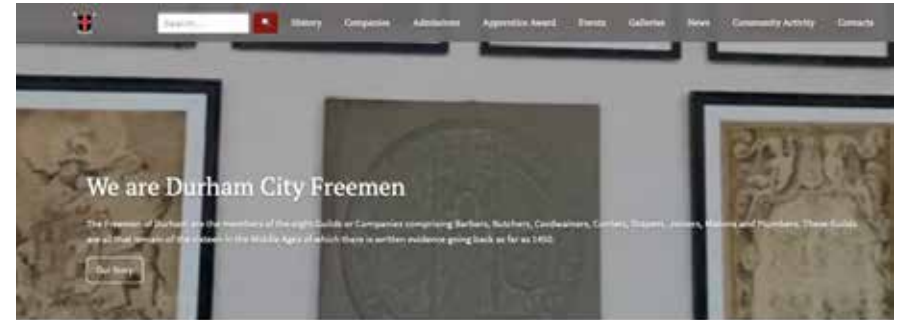 Search...
History Companies Admissions Apprentice Award Events Galleries News Community Activity Contacts
We are Durham City Freemen
The Freemen of Durham are the members of the eight Guilds or Companies comprising Barbers, Butchers, Cordwainers, Curriers, Drapers, Joiners, Masons and Plumbers. These Guilds
are all that remain of the sixteen in the Middle Ages of which there is written evidence going back as far as 1450.
Our Story